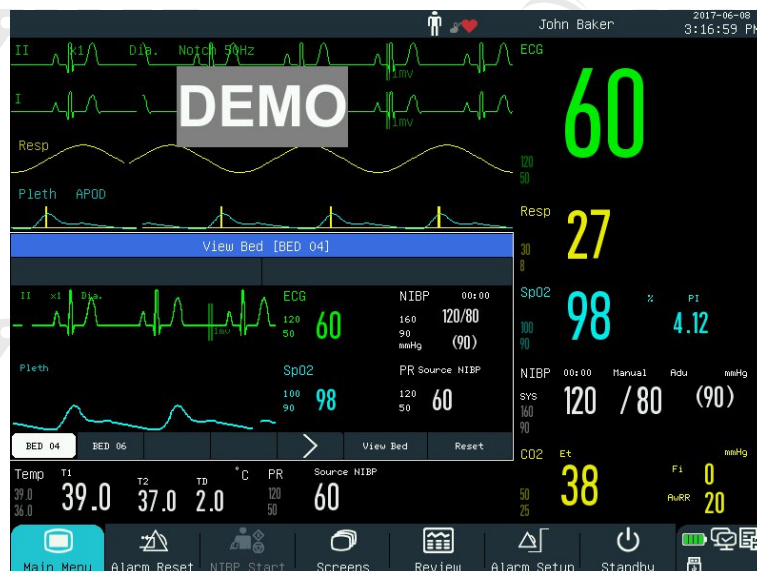 John Baker
2017-06-08
3:16:59 PM
II x1 Dia. Notch 50Hz
1mv
DEMO
I
1mv
Resp
Pleth APOD
ECG
60
120
50
Resp
27
30
8
SpO2
98
%
PI
4.12
100
90
NIBP 00:00 Manual Adu mmHg
SYS
160
90
120 / 80 (90)
CO2 Et mmHg
38
50
25
Fi 0
AwRR 20
View Bed [BED 04]
II x1 Dia.
1mv
ECG
120
50
60
NIBP 00:00
160
90
mmHg
120/80
(90)
Pleth
SpO2
100
90
98
PR Source NIBP
120
50
60
BED 04 BED 06 View Bed Reset
Temp T1 T2 TD °C PR Source NIBP
39.0
36.0
39.0 37.0 2.0
120
50
60
Main Menu Alarm Reset NIBP Start Screens Review Alarm Setup Standby